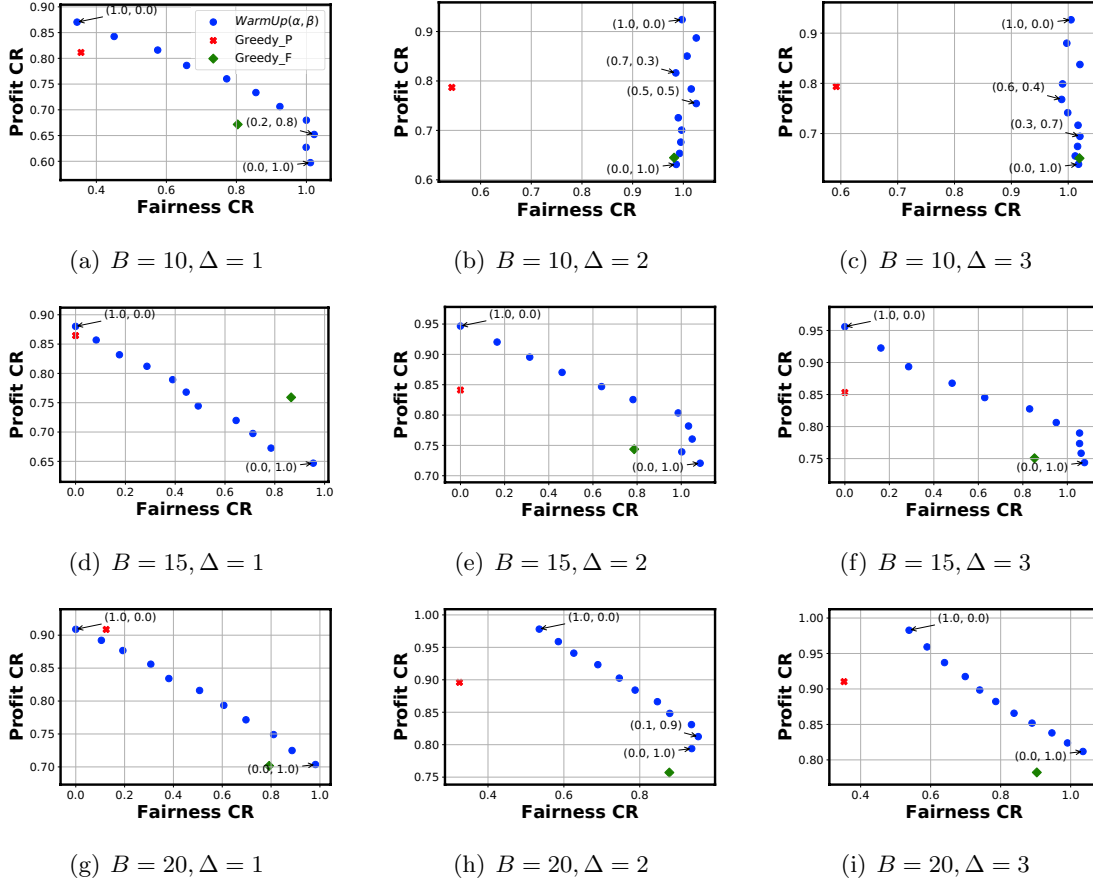 (1.0, 0.0)
WarmUp(α, β)
Greedy_P
Greedy_F
(0.2, 0.8)
(0.0, 1.0)
0.90
0.85
0.80
0.75
0.70
0.65
0.60
0.4 0.6 0.8 1.0
Profit CR
Fairness CR
(a) B = 10, Δ = 1
(1.0, 0.0)
(0.7, 0.3)
(0.5, 0.5)
(0.0, 1.0)
0.9
0.8
0.7
0.6
0.6 0.7 0.8 0.9 1.0
Profit CR
Fairness CR
(b) B = 10, Δ = 2
(1.0, 0.0)
(0.6, 0.4)
(0.3, 0.7)
(0.0, 1.0)
0.9
0.8
0.7
0.6 0.7 0.8 0.9 1.0
Profit CR
Fairness CR
(c) B = 10, Δ = 3
(1.0, 0.0)
(0.0, 1.0)
0.90
0.85
0.80
0.75
0.70
0.65
0.0 0.2 0.4 0.6 0.8 1.0
Profit CR
Fairness CR
(d) B = 15, Δ = 1
(1.0, 0.0)
(0.0, 1.0)
0.95
0.90
0.85
0.80
0.75
0.70
0.0 0.2 0.4 0.6 0.8 1.0
Profit CR
Fairness CR
(e) B = 15, Δ = 2
(1.0, 0.0)
(0.0, 1.0)
0.95
0.90
0.85
0.80
0.75
0.0 0.2 0.4 0.6 0.8 1.0
Profit CR
Fairness CR
(f) B = 15, Δ = 3
(1.0, 0.0)
(0.0, 1.0)
0.90
0.85
0.80
0.75
0.70
0.0 0.2 0.4 0.6 0.8 1.0
Profit CR
Fairness CR
(g) B = 20, Δ = 1
(1.0, 0.0)
(0.1, 0.9)
(0.0, 1.0)
1.00
0.95
0.90
0.85
0.80
0.75
0.4 0.6 0.8
Profit CR
Fairness CR
(h) B = 20, Δ = 2
(1.0, 0.0)
(0.0, 1.0)
1.00
0.95
0.90
0.85
0.80
0.4 0.6 0.8 1.0
Profit CR
Fairness CR
(i) B = 20, Δ = 3